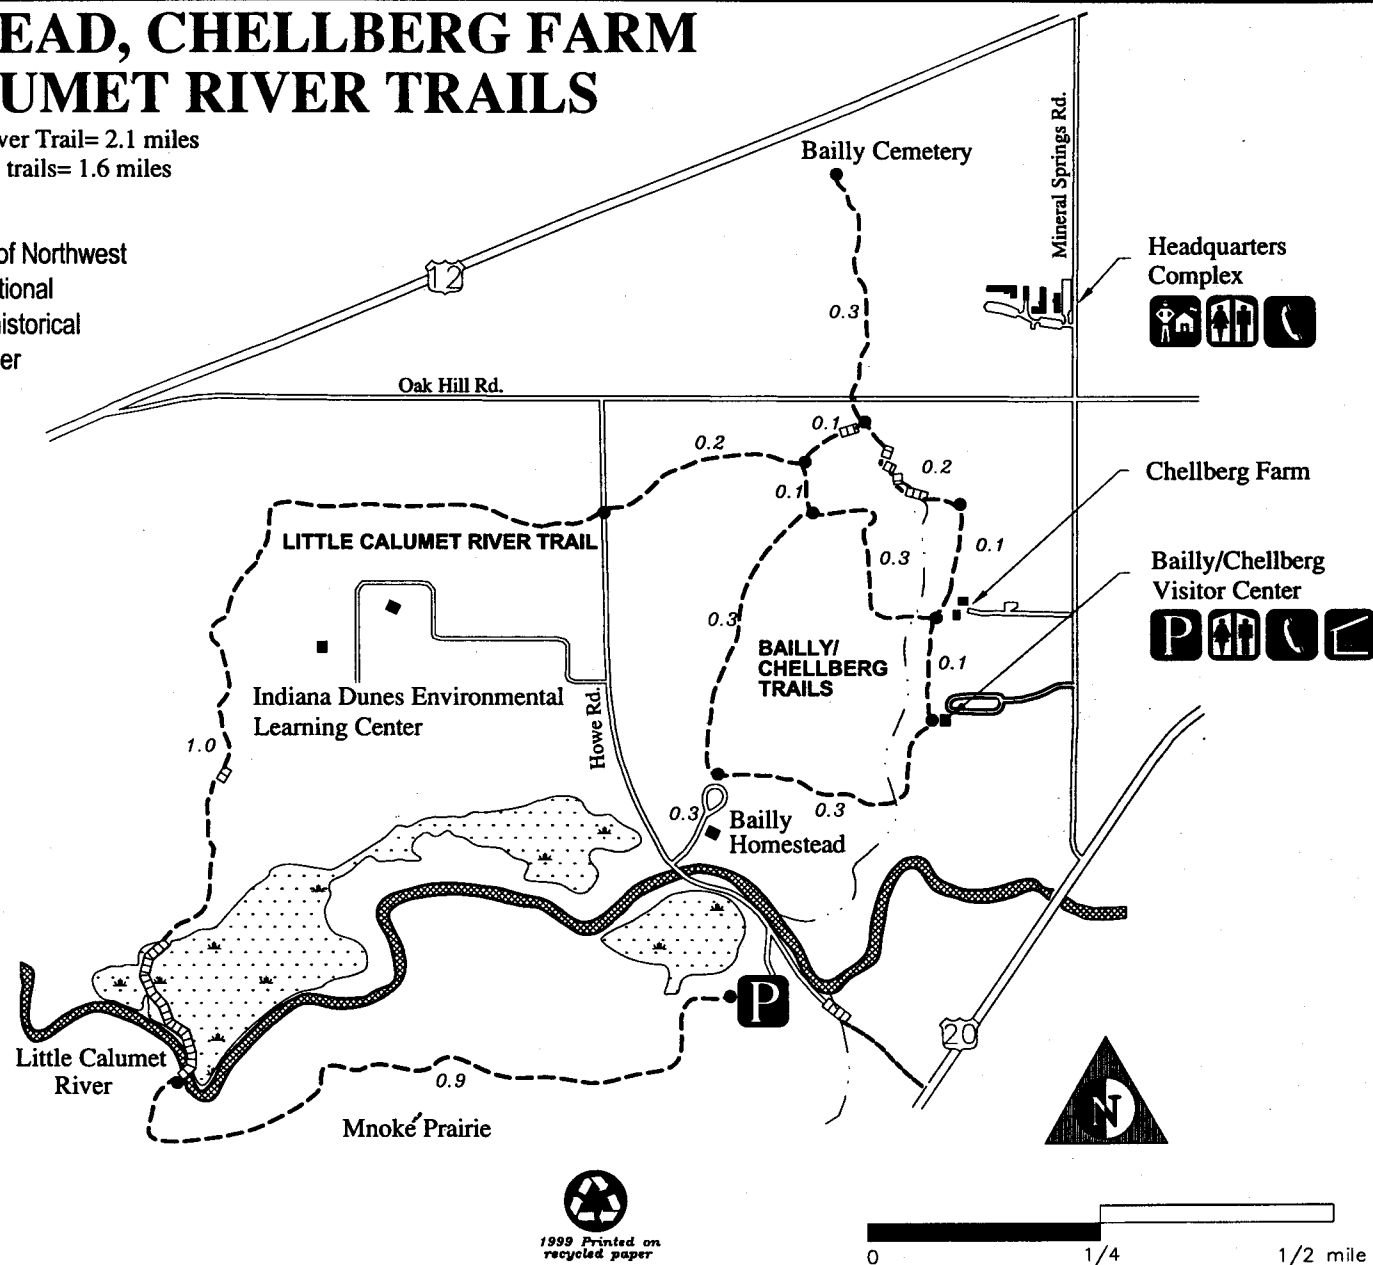 EAD, CHELLBERG FARM
UMET RIVER TRAILS
ver Trail= 2.1 miles
trails= 1.6 miles
of Northwest
tional
istorical
er
Bailly Cemetery
Mineral Springs Rd.
Headquarters
Complex
12
0.3
Oak Hill Rd.
0.1
0.2
0.2
0.1
Chellberg Farm
LITTLE CALUMET RIVER TRAIL
0.3
0.1
Bailly/Chellberg
Visitor Center
P
0.3
BAILLY/
CHELLBERG
TRAILS
0.1
Indiana Dunes Environmental
Learning Center
Howe Rd.
1.0
0.3
Bailly
Homestead
0.3
P
20
Little Calumet
River
0.9
Mnoké Prairie
N
1999 Printed on
recycled paper
0 1/4 1/2 mile